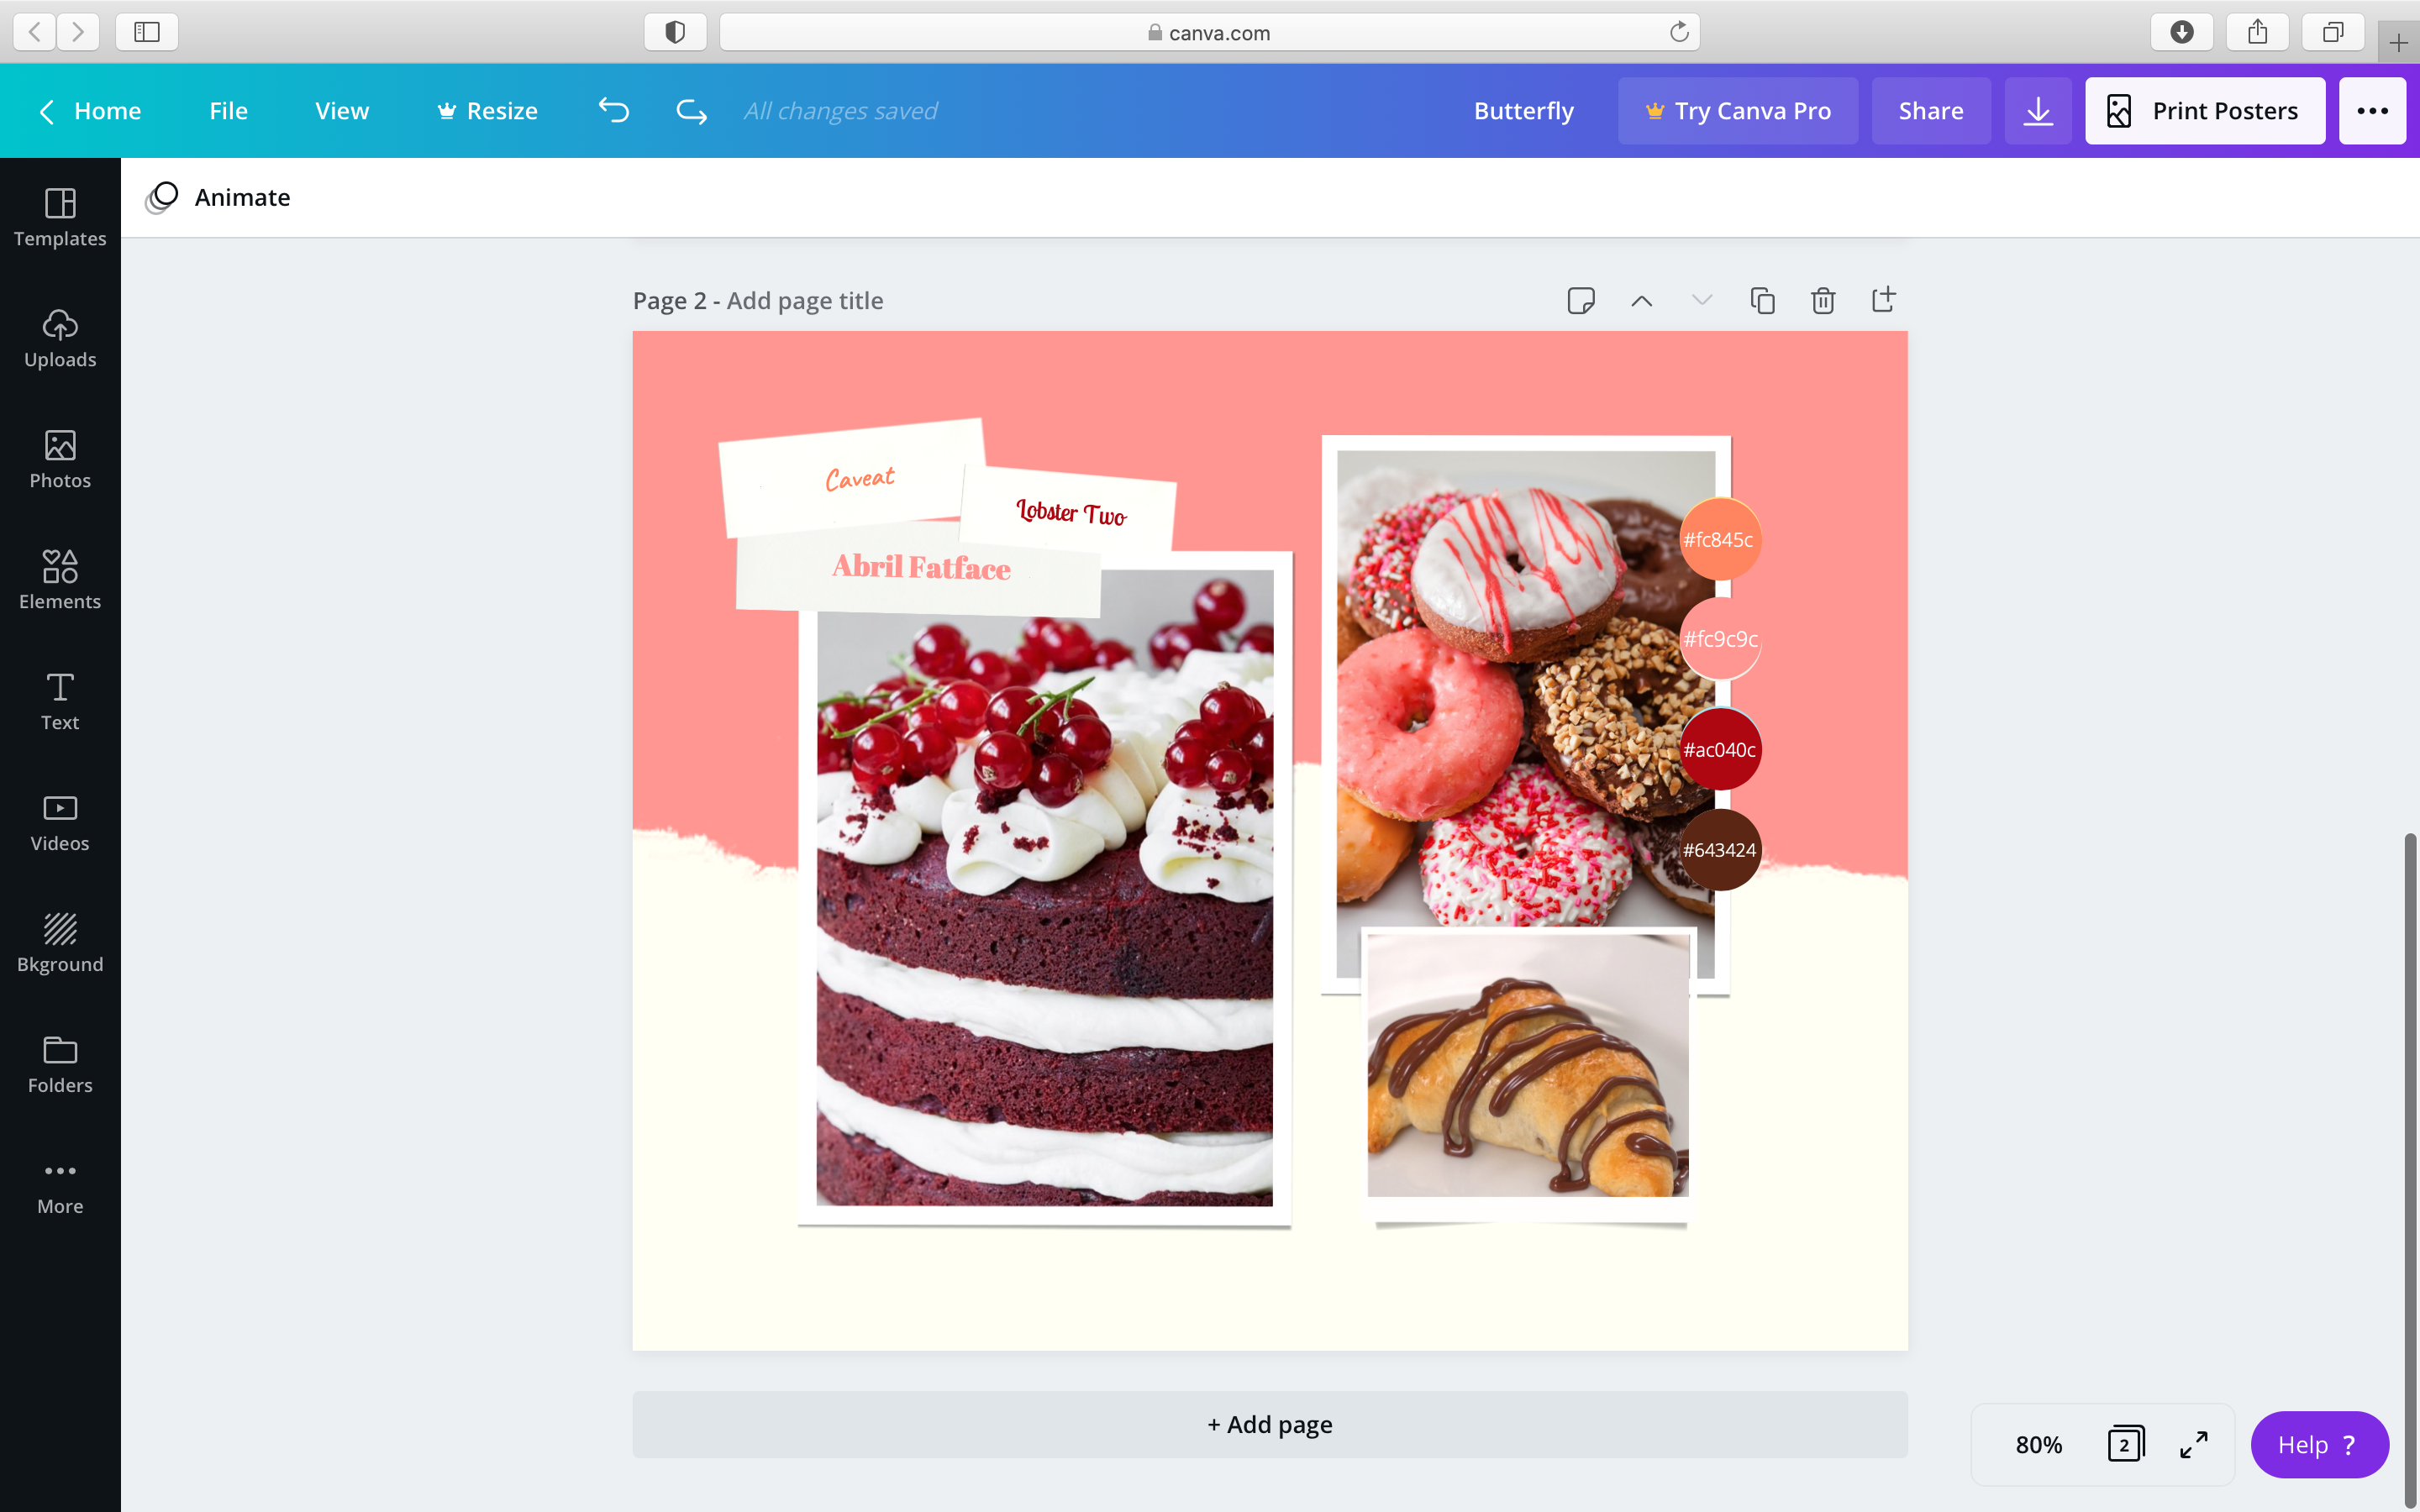 canva.com
Home File View Resize All changes saved Butterfly Try Canva Pro Share Print Posters
Animate
Templates
Uploads
Photos
Elements
Text
Videos
Bkground
Folders
More
Page 2 - Add page title
Caveat
Lobster Two
Abril Fatface
#fc845c
#fc9c9c
#ac040c
#643424
+ Add page
80% 2 Help ?